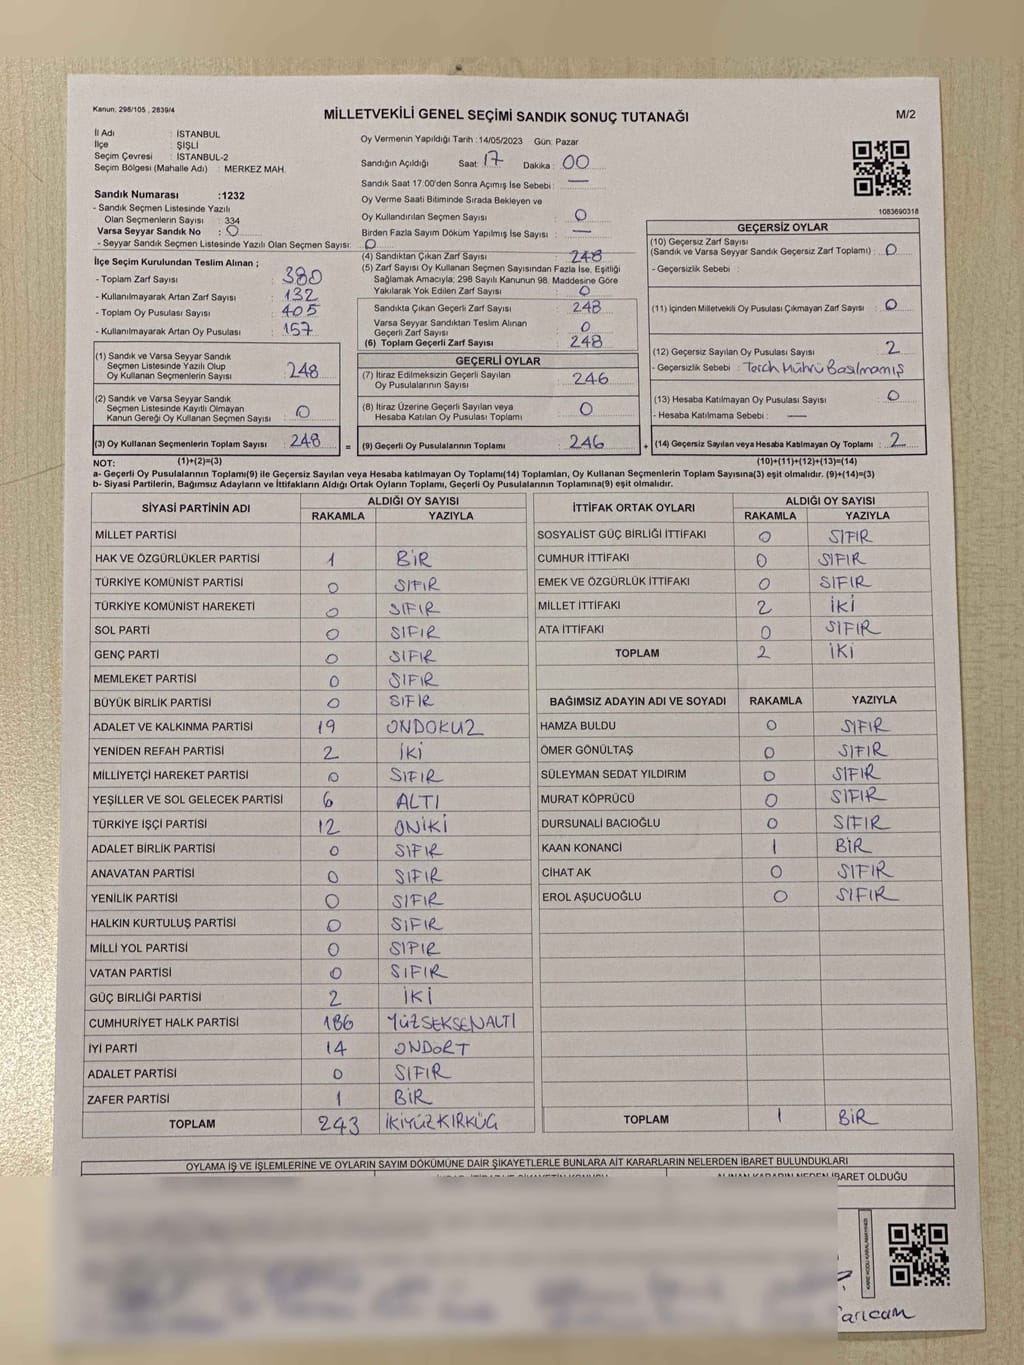 Kanun: 298/105 , 2839/4
MİLLETVEKİLİ GENEL SEÇİMİ SANDIK SONUÇ TUTANAĞI
M/2
İl Adı : İSTANBUL
İlçe : ŞİŞLİ
Seçim Çevresi : İSTANBUL-2
Seçim Bölgesi (Mahalle Adı) : MERKEZ MAH.
Sandık Numarası :1232
- Sandık Seçmen Listesinde Yazılı
Olan Seçmenlerin Sayısı : 334
Varsa Seyyar Sandık No : 0
- Seyyar Sandık Seçmen Listesinde Yazılı Olan Seçmen Sayısı: 0
İlçe Seçim Kurulundan Teslim Alınan ;
- Toplam Zarf Sayısı : 380
- Kullanılmayarak Artan Zarf Sayısı : 132
- Toplam Oy Pusulası Sayısı : 405
- Kullanılmayarak Artan Oy Pusulası : 157
(1) Sandık ve Varsa Seyyar Sandık
Seçmen Listesinde Yazılı Olup
Oy Kullanan Seçmenlerin Sayısı : 248
(2) Sandık ve Varsa Seyyar Sandık
Seçmen Listesinde Kayıtlı Olmayan
Kanun Gereği Oy Kullanan Seçmen Sayısı : 0
(3) Oy Kullanan Seçmenlerin Toplam Sayısı : 248 =
Oy Vermenin Yapıldığı Tarih :14/05/2023 Gün: Pazar
Sandığın Açıldığı Saat: 17 Dakika : 00
Sandık Saat 17:00'den Sonra Açımış İse Sebebi : —
Oy Verme Saati Bitiminde Sırada Bekleyen ve
Oy Kullandırılan Seçmen Sayısı : 0
Birden Fazla Sayım Döküm Yapılmış İse Sayısı : —
(4) Sandıktan Çıkan Zarf Sayısı : 248
(5) Zarf Sayısı Oy Kullanan Seçmen Sayısından Fazla İse, Eşitliği
Sağlamak Amacıyla; 298 Sayılı Kanunun 98. Maddesine Göre
Yakılarak Yok Edilen Zarf Sayısı : 0
Sandıkta Çıkan Geçerli Zarf Sayısı : 248
Varsa Seyyar Sandıktan Teslim Alınan
Geçerli Zarf Sayısı : 0
(6) Toplam Geçerli Zarf Sayısı : 248
GEÇERLİ OYLAR
(7) İtiraz Edilmeksizin Geçerli Sayılan
Oy Pusulalarının Sayısı : 246
(8) İtiraz Üzerine Geçerli Sayılan veya
Hesaba Katılan Oy Pusulası Toplamı : 0
(9) Geçerli Oy Pusulalarının Toplamı : 246 +
1083690318
GEÇERSİZ OYLAR
(10) Geçersiz Zarf Sayısı
(Sandık ve Varsa Seyyar Sandık Geçersiz Zarf Toplamı) : 0
- Geçersizlik Sebebi :
(11) İçinden Milletvekili Oy Pusulası Çıkmayan Zarf Sayısı : 0
(12) Geçersiz Sayılan Oy Pusulası Sayısı : 2
- Geçersizlik Sebebi : Tercih Mührü Basılmamış
(13) Hesaba Katılmayan Oy Pusulası Sayısı : 0
- Hesaba Katılmama Sebebi : —
(14) Geçersiz Sayılan veya Hesaba Katılmayan Oy Toplamı : 2
NOT: (1)+(2)=(3) (10)+(11)+(12)+(13)=(14)
a- Geçerli Oy Pusulalarının Toplamı(9) ile Geçersiz Sayılan veya Hesaba katılmayan Oy Toplamı(14) Toplamları, Oy Kullanan Seçmenlerin Toplam Sayısına(3) eşit olmalıdır. (9)+(14)=(3)
b- Siyasi Partilerin, Bağımsız Adayların ve İttifakların Aldığı Ortak Oyların Toplamı, Geçerli Oy Pusulalarının Toplamına(9) eşit olmalıdır.
SİYASİ PARTİNİN ADI ALDIĞI OY SAYISI
RAKAMLA YAZIYLA
MİLLET PARTİSİ
HAK VE ÖZGÜRLÜKLER PARTİSİ 1 BİR
TÜRKİYE KOMÜNİST PARTİSİ 0 SIFIR
TÜRKİYE KOMÜNİST HAREKETİ 0 SIFIR
SOL PARTİ 0 SIFIR
GENÇ PARTİ 0 SIFIR
MEMLEKET PARTİSİ 0 SIFIR
BÜYÜK BİRLİK PARTİSİ 0 SIFIR
ADALET VE KALKINMA PARTİSİ 19 ONDOKUZ
YENİDEN REFAH PARTİSİ 2 İKİ
MİLLİYETÇİ HAREKET PARTİSİ 0 SIFIR
YEŞİLLER VE SOL GELECEK PARTİSİ 6 ALTI
TÜRKİYE İŞÇİ PARTİSİ 12 ONİKİ
ADALET BİRLİK PARTİSİ 0 SIFIR
ANAVATAN PARTİSİ 0 SIFIR
YENİLİK PARTİSİ 0 SIFIR
HALKIN KURTULUŞ PARTİSİ 0 SIFIR
MİLLİ YOL PARTİSİ 0 SIFIR
VATAN PARTİSİ 0 SIFIR
GÜÇ BİRLİĞİ PARTİSİ 2 İKİ
CUMHURİYET HALK PARTİSİ 186 YÜZSEKSENALTI
İYİ PARTİ 14 ONDORT
ADALET PARTİSİ 0 SIFIR
ZAFER PARTİSİ 1 BİR
TOPLAM 243 İKİYÜZKIRKÜÇ
İTTİFAK ORTAK OYLARI ALDIĞI OY SAYISI
RAKAMLA YAZIYLA
SOSYALİST GÜÇ BİRLİĞİ İTTİFAKI 0 SIFIR
CUMHUR İTTİFAKI 0 SIFIR
EMEK VE ÖZGÜRLÜK İTTİFAKI 0 SIFIR
MİLLET İTTİFAKI 2 İKİ
ATA İTTİFAKI 0 SIFIR
TOPLAM 2 İKİ
BAĞIMSIZ ADAYIN ADI VE SOYADI RAKAMLA YAZIYLA
HAMZA BULDU 0 SIFIR
ÖMER GÖNÜLTAŞ 0 SIFIR
SÜLEYMAN SEDAT YILDIRIM 0 SIFIR
MURAT KÖPRÜCÜ 0 SIFIR
DURSUNALİ BACIOĞLU 0 SIFIR
KAAN KONANCİ 1 BİR
CİHAT AK 0 SIFIR
EROL AŞUCUOĞLU 0 SIFIR
TOPLAM 1 BİR
OYLAMA İŞ VE İŞLEMLERİNE VE OYLARIN SAYIM DÖKÜMÜNE DAİR ŞİKAYETLERLE BUNLARA AİT KARARLARIN NELERDEN İBARET BULUNDUKLARI
ALINAN KARARIN NEDEN İBARET OLDUĞU